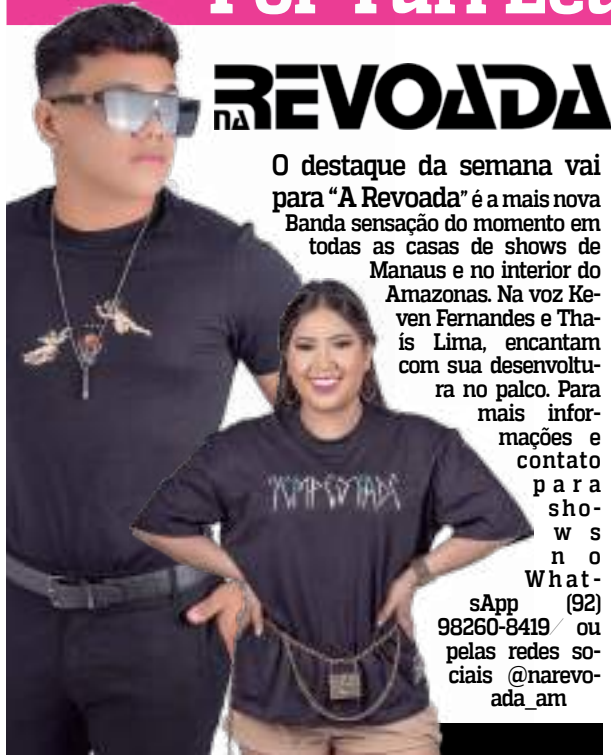 Por Yuri Lea
NA REVOADA
O destaque da semana vai
para “A Revoada” é a mais nova
Banda sensação do momento em
todas as casas de shows de
Manaus e no interior do
Amazonas. Na voz Ke-
ven Fernandes e Tha-
ís Lima, encantam
com sua desenvoltu-
ra no palco. Para
mais infor-
mações e
contato
para
sho-
ws
no
What-
sApp (92)
98260-8419/ ou
pelas redes so-
ciais @narevo-
ada_am